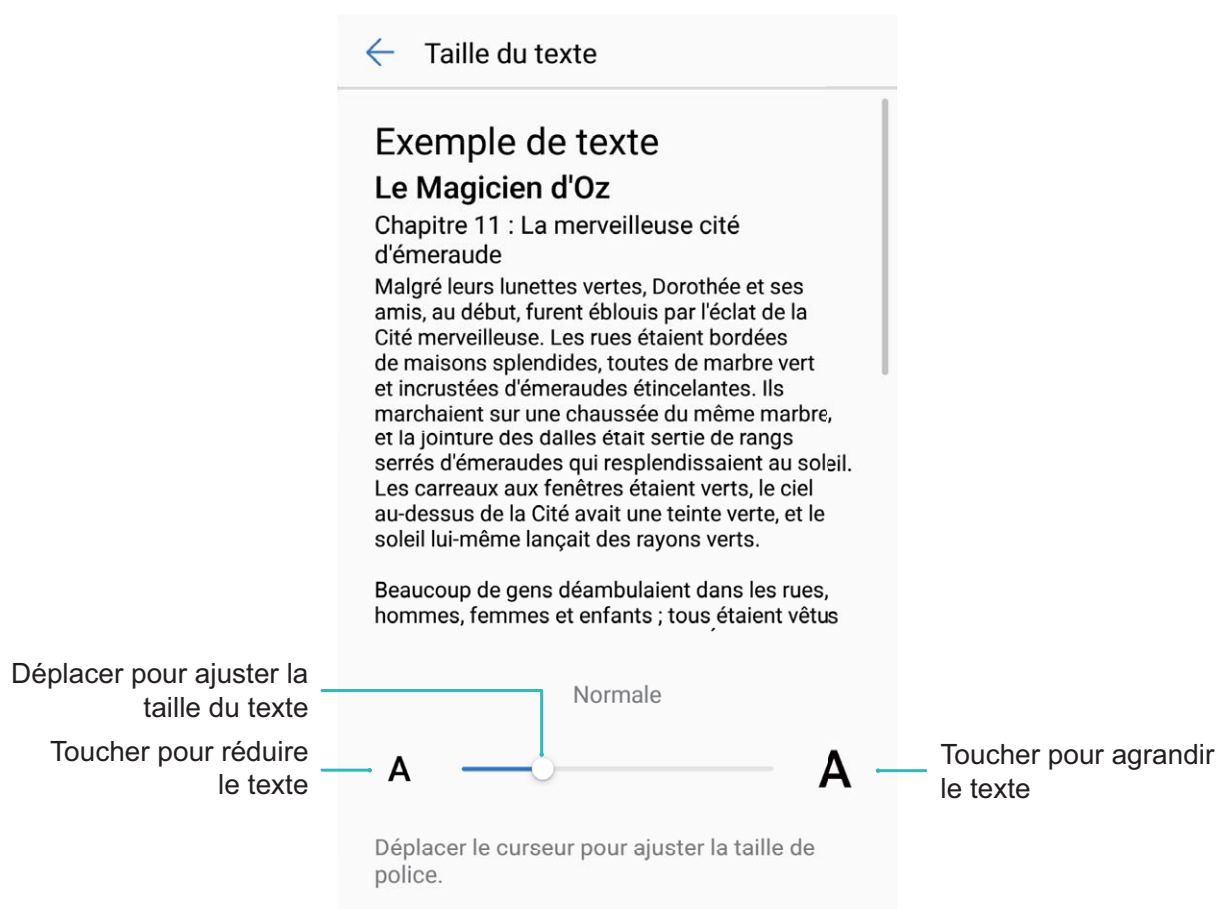 Taille du texte
Exemple de texte
Le Magicien d'Oz
Chapitre 11 : La merveilleuse cité
d'émeraude
Malgré leurs lunettes vertes, Dorothée et ses
amis, au début, furent éblouis par l'éclat de la
Cité merveilleuse. Les rues étaient bordées
de maisons splendides, toutes de marbre vert
et incrustées d'émeraudes étincelantes. Ils
marchaient sur une chaussée du même marbre,
et la jointure des dalles était sertie de rangs
serrés d'émeraudes qui resplendissaient au soleil.
Les carreaux aux fenêtres étaient verts, le ciel
au-dessus de la Cité avait une teinte verte, et le
soleil lui-même lançait des rayons verts.
Beaucoup de gens déambulaient dans les rues,
hommes, femmes et enfants ; tous étaient vêtus
Déplacer pour ajuster la
taille du texte
Normale
Toucher pour réduire
le texte
A
A
Toucher pour agrandir
le texte
Déplacer le curseur pour ajuster la taille de
police.